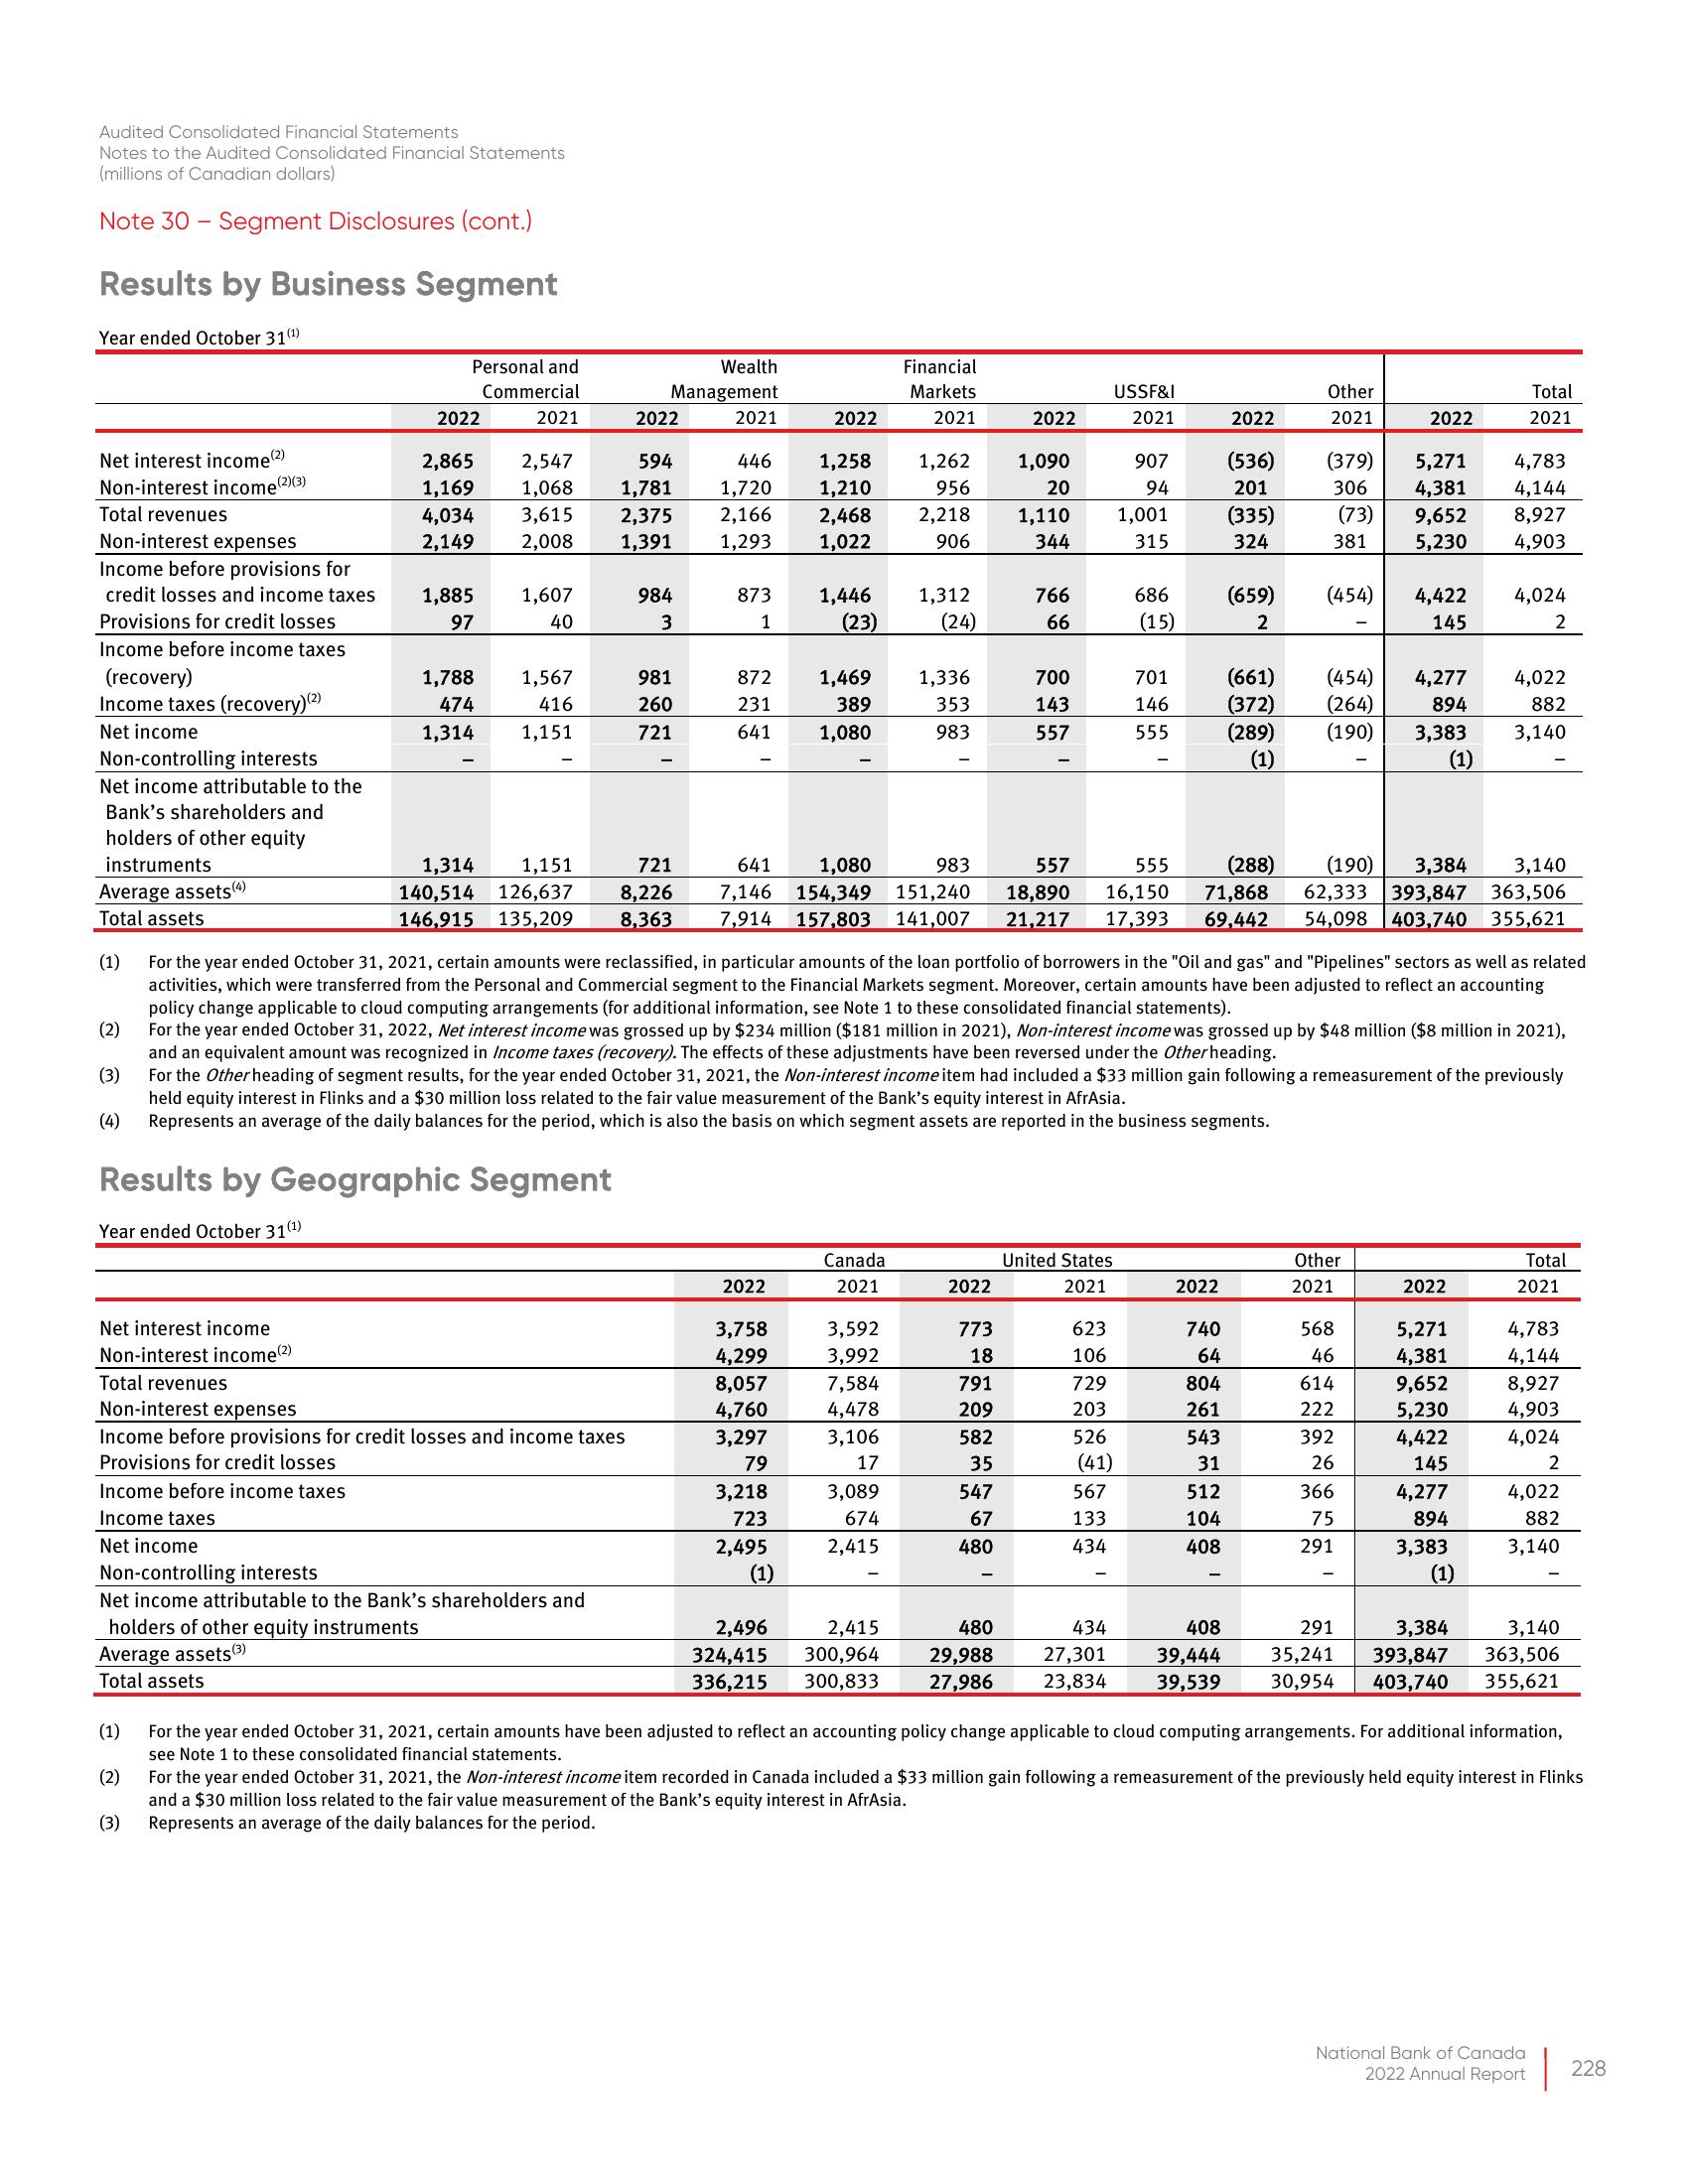 Audited Consolidated Financial Statements
Notes to the Audited Consolidated Financial Statements
(millions of Canadian dollars)
Note 30 – Segment Disclosures (cont.)
Results by Business Segment
Year ended October 31(1)
Personal and Wealth Financial
Commercial Management Markets USSF&I Other Total
2022 2021 2022 2021 2022 2021 2022 2021 2022 2021 2022 2021
Net interest income(2) 2,865 2,547 594 446 1,258 1,262 1,090 907 (536) (379) 5,271 4,783
Non-interest income(2)(3) 1,169 1,068 1,781 1,720 1,210 956 20 94 201 306 4,381 4,144
Total revenues 4,034 3,615 2,375 2,166 2,468 2,218 1,110 1,001 (335) (73) 9,652 8,927
Non-interest expenses 2,149 2,008 1,391 1,293 1,022 906 344 315 324 381 5,230 4,903
Income before provisions for
credit losses and income taxes 1,885 1,607 984 873 1,446 1,312 766 686 (659) (454) 4,422 4,024
Provisions for credit losses 97 40 3 1 (23) (24) 66 (15) 2 – 145 2
Income before income taxes
(recovery) 1,788 1,567 981 872 1,469 1,336 700 701 (661) (454) 4,277 4,022
Income taxes (recovery)(2) 474 416 260 231 389 353 143 146 (372) (264) 894 882
Net income 1,314 1,151 721 641 1,080 983 557 555 (289) (190) 3,383 3,140
Non-controlling interests – – – – – – – – (1) – (1) –
Net income attributable to the
Bank's shareholders and
holders of other equity
instruments 1,314 1,151 721 641 1,080 983 557 555 (288) (190) 3,384 3,140
Average assets(4) 140,514 126,637 8,226 7,146 154,349 151,240 18,890 16,150 71,868 62,333 393,847 363,506
Total assets 146,915 135,209 8,363 7,914 157,803 141,007 21,217 17,393 69,442 54,098 403,740 355,621
(1) For the year ended October 31, 2021, certain amounts were reclassified, in particular amounts of the loan portfolio of borrowers in the "Oil and gas" and "Pipelines" sectors as well as related
activities, which were transferred from the Personal and Commercial segment to the Financial Markets segment. Moreover, certain amounts have been adjusted to reflect an accounting
policy change applicable to cloud computing arrangements (for additional information, see Note 1 to these consolidated financial statements).
(2) For the year ended October 31, 2022, Net interest income was grossed up by $234 million ($181 million in 2021), Non-interest income was grossed up by $48 million ($8 million in 2021),
and an equivalent amount was recognized in Income taxes (recovery). The effects of these adjustments have been reversed under the Other heading.
(3) For the Other heading of segment results, for the year ended October 31, 2021, the Non-interest income item had included a $33 million gain following a remeasurement of the previously
held equity interest in Flinks and a $30 million loss related to the fair value measurement of the Bank's equity interest in AfrAsia.
(4) Represents an average of the daily balances for the period, which is also the basis on which segment assets are reported in the business segments.
Results by Geographic Segment
Year ended October 31(1)
Canada United States Other Total
2022 2021 2022 2021 2022 2021 2022 2021
Net interest income 3,758 3,592 773 623 740 568 5,271 4,783
Non-interest income(2) 4,299 3,992 18 106 64 46 4,381 4,144
Total revenues 8,057 7,584 791 729 804 614 9,652 8,927
Non-interest expenses 4,760 4,478 209 203 261 222 5,230 4,903
Income before provisions for credit losses and income taxes 3,297 3,106 582 526 543 392 4,422 4,024
Provisions for credit losses 79 17 35 (41) 31 26 145 2
Income before income taxes 3,218 3,089 547 567 512 366 4,277 4,022
Income taxes 723 674 67 133 104 75 894 882
Net income 2,495 2,415 480 434 408 291 3,383 3,140
Non-controlling interests (1) – – – – – (1) –
Net income attributable to the Bank's shareholders and
holders of other equity instruments 2,496 2,415 480 434 408 291 3,384 3,140
Average assets(3) 324,415 300,964 29,988 27,301 39,444 35,241 393,847 363,506
Total assets 336,215 300,833 27,986 23,834 39,539 30,954 403,740 355,621
(1) For the year ended October 31, 2021, certain amounts have been adjusted to reflect an accounting policy change applicable to cloud computing arrangements. For additional information,
see Note 1 to these consolidated financial statements.
(2) For the year ended October 31, 2021, the Non-interest income item recorded in Canada included a $33 million gain following a remeasurement of the previously held equity interest in Flinks
and a $30 million loss related to the fair value measurement of the Bank's equity interest in AfrAsia.
(3) Represents an average of the daily balances for the period.
National Bank of Canada
2022 Annual Report 228